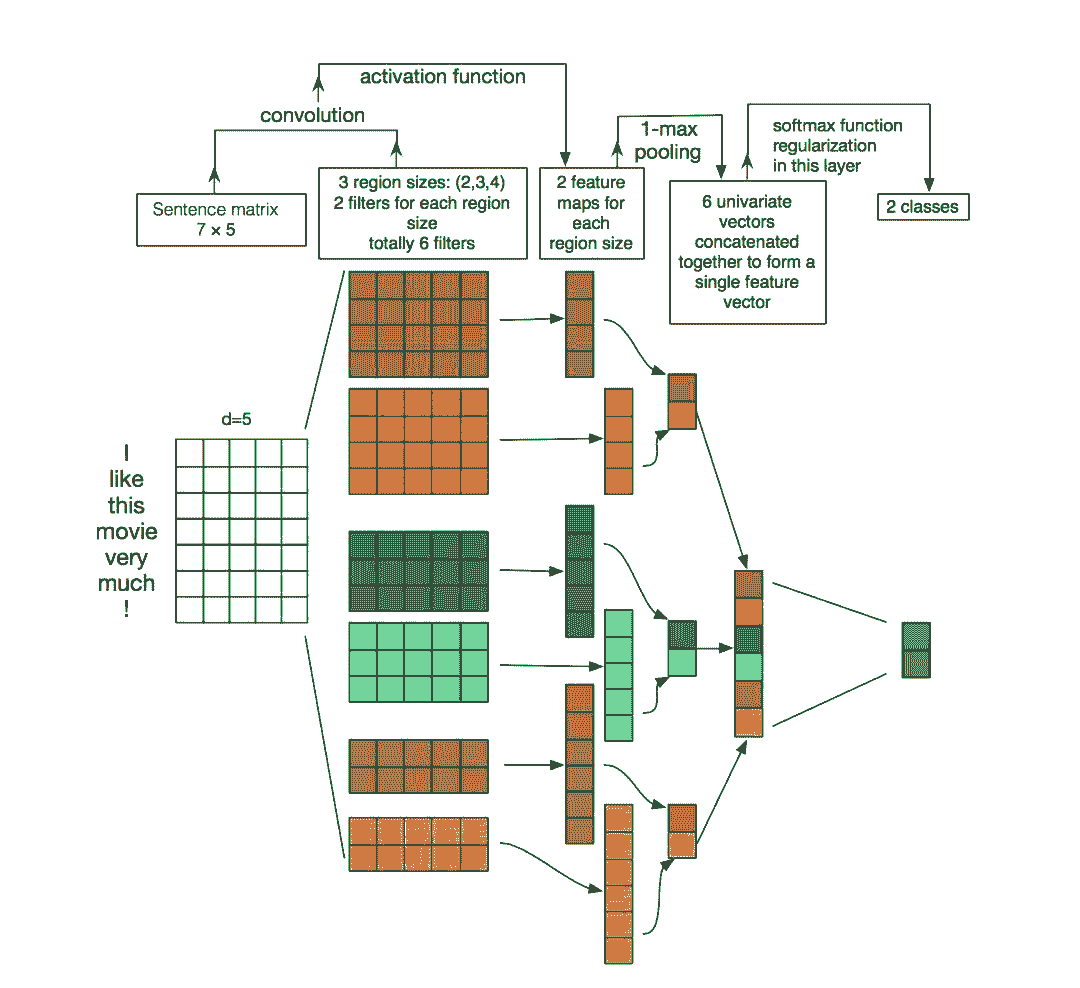 activation function
convolution
1-max
pooling
softmax function
regularization
in this layer
Sentence matrix
7 × 5
3 region sizes: (2,3,4)
2 filters for each region
size
totally 6 filters
2 feature
maps for
each
region size
6 univariate
vectors
concatenated
together to form a
single feature
vector
2 classes
d=5
I
like
this
movie
very
much
!